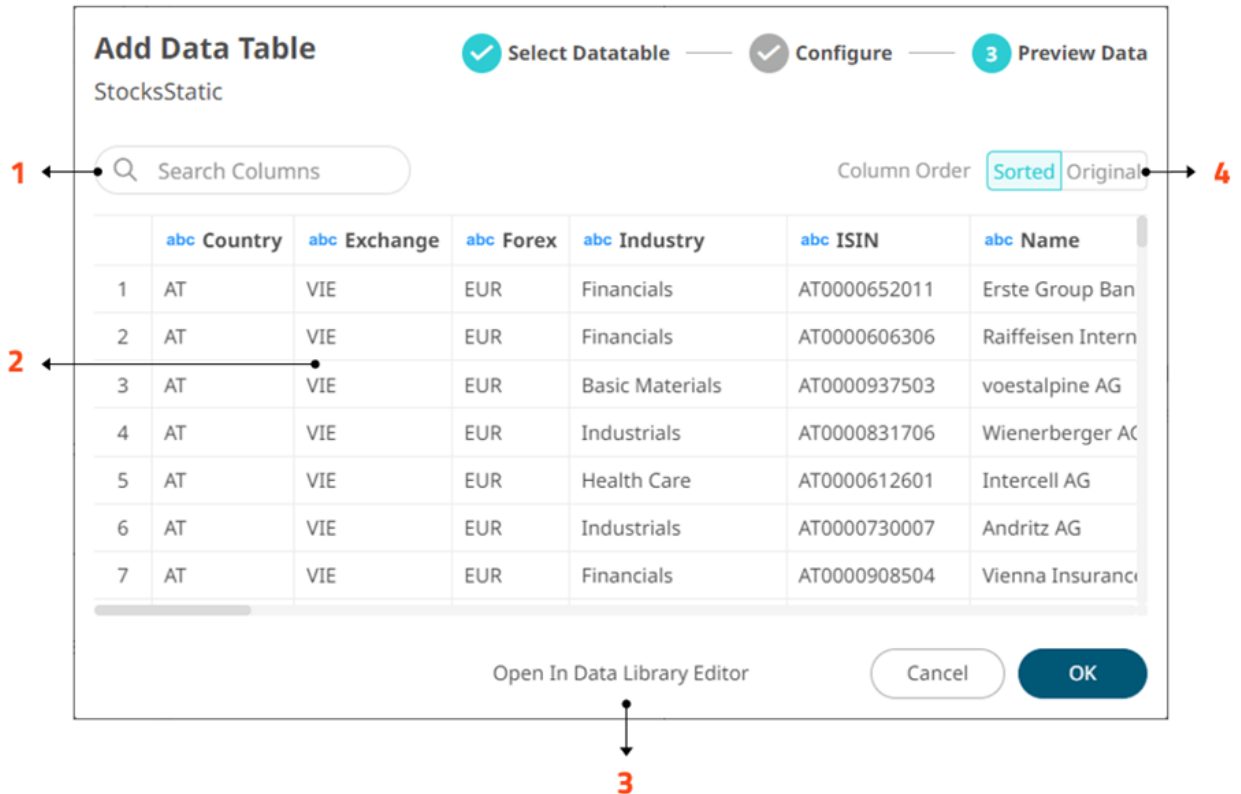 Add Data Table
Select Datatable
Configure
3 Preview Data
StocksStatic
1
Search Columns
Column Order Sorted Original
4
abc Country abc Exchange abc Forex abc Industry abc ISIN abc Name
1 AT VIE EUR Financials AT0000652011 Erste Group Ban
2 AT VIE EUR Financials AT0000606306 Raiffeisen Intern
2
3 AT VIE EUR Basic Materials AT0000937503 voestalpine AG
4 AT VIE EUR Industrials AT0000831706 Wienerberger AG
5 AT VIE EUR Health Care AT0000612601 Intercell AG
6 AT VIE EUR Industrials AT0000730007 Andritz AG
7 AT VIE EUR Financials AT0000908504 Vienna Insurance
Open In Data Library Editor
Cancel
OK
3